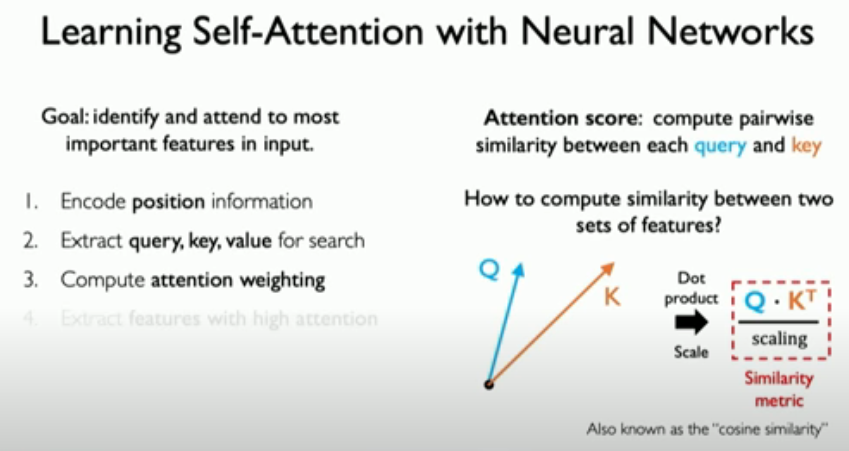 Learning Self-Attention with Neural Networks
Goal: identify and attend to most
important features in input.
1. Encode position information
2. Extract query, key, value for search
3. Compute attention weighting
4. Extract features with high attention
Attention score: compute pairwise
similarity between each query and key
How to compute similarity between two
sets of features?
Q
K
Dot
product
Scale
Q · Kᵀ
scaling
Similarity
metric
Also known as the "cosine similarity"